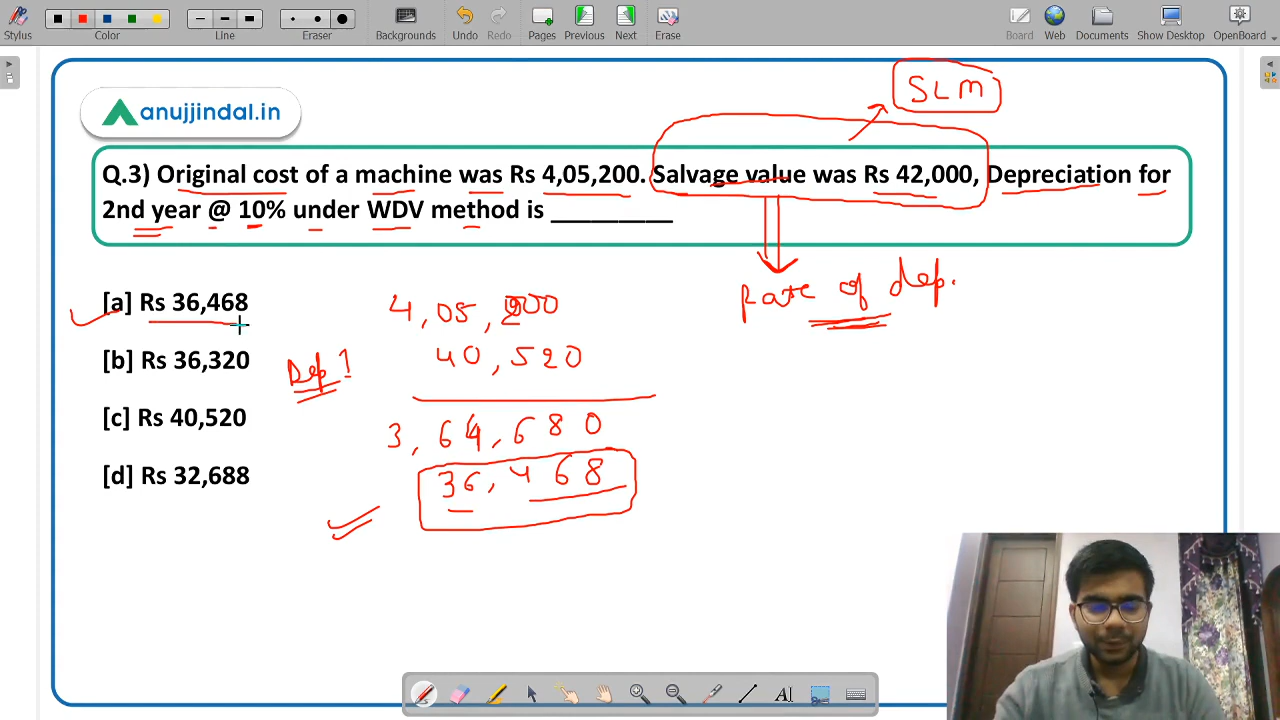 Stylus
Color
Line
Eraser
Backgrounds
Undo
Redo
Pages
Previous
Next
Erase
Board
Web
Documents
Show Desktop
OpenBoard
SLM
anujjindal.in
Q.3) Original cost of a machine was Rs 4,05,200. Salvage value was Rs 42,000, Depreciation for
2nd year @ 10% under WDV method is __________
Rate of dep.
[a] Rs 36,468
4,05,200
[b] Rs 36,320
Dep 1
40,520
[c] Rs 40,520
3,64,680
[d] Rs 32,688
36,468